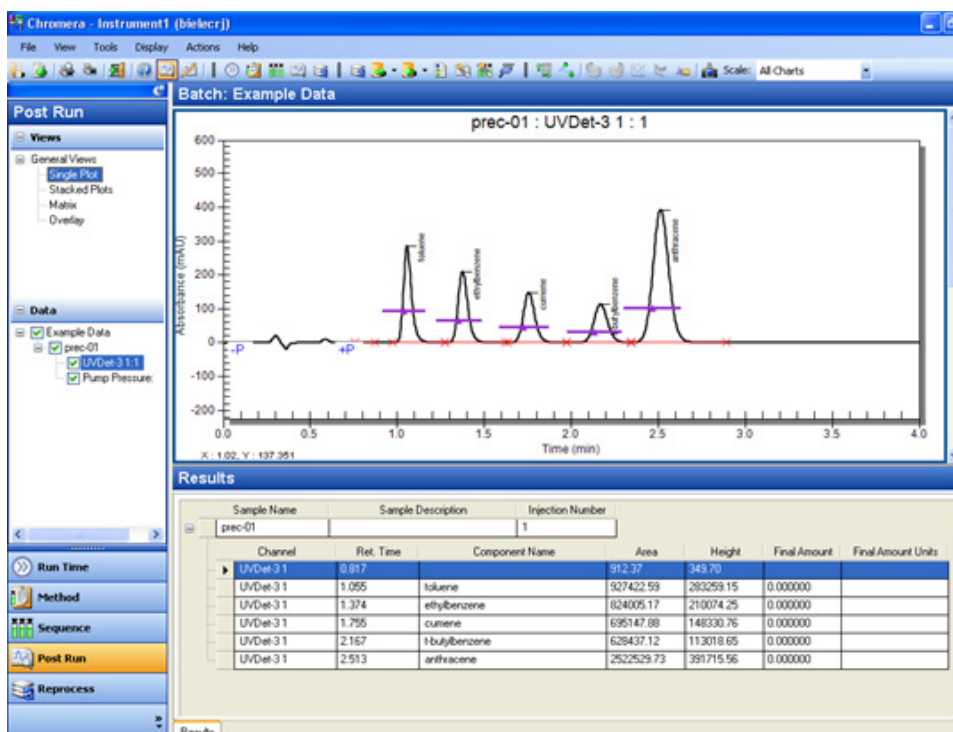 Chromera - Instrument1 (bielecrj)
File View Tools Display Actions Help
Scale: All Charts
Post Run
Batch: Example Data
Views
General Views
Single Plot
Stacked Plots
Matrix
Overlay
Data
Example Data
prec-01
UVDet-3 1:1
Pump Pressure:
Run Time
Method
Sequence
Post Run
Reprocess
prec-01 : UVDet-3 1 : 1
Absorbance (mAU)
600
500
400
300
200
100
0
-100
-200
-P
+P
toluene
ethylbenzene
cumene
t-butylbenzene
anthracene
0.0 0.5 1.0 1.5 2.0 2.5 3.0 3.5 4.0
Time (min)
X : 1.02, Y : 137.351
Results
Sample Name Sample Description Injection Number
prec-01 1
Channel Ret. Time Component Name Area Height Final Amount Final Amount Units
UVDet-3 1 0.817 912.37 349.70
UVDet-3 1 1.055 toluene 927422.59 283259.15 0.000000
UVDet-3 1 1.374 ethylbenzene 824005.17 210074.25 0.000000
UVDet-3 1 1.755 cumene 695147.88 148330.76 0.000000
UVDet-3 1 2.167 t-butylbenzene 628437.12 113018.65 0.000000
UVDet-3 1 2.513 anthracene 2522529.73 391715.56 0.000000
Results